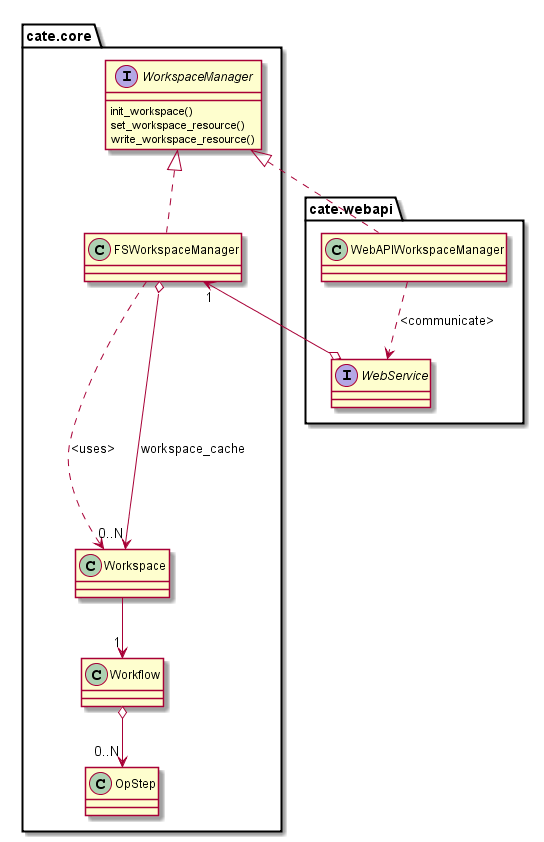 cate.core
I WorkspaceManager
init_workspace()
set_workspace_resource()
write_workspace_resource()
cate.webapi
C FSWorkspaceManager
C WebAPIWorkspaceManager
1
<communicate>
I WebService
<uses>
workspace_cache
0..N
C Workspace
1
C Workflow
0..N
C OpStep